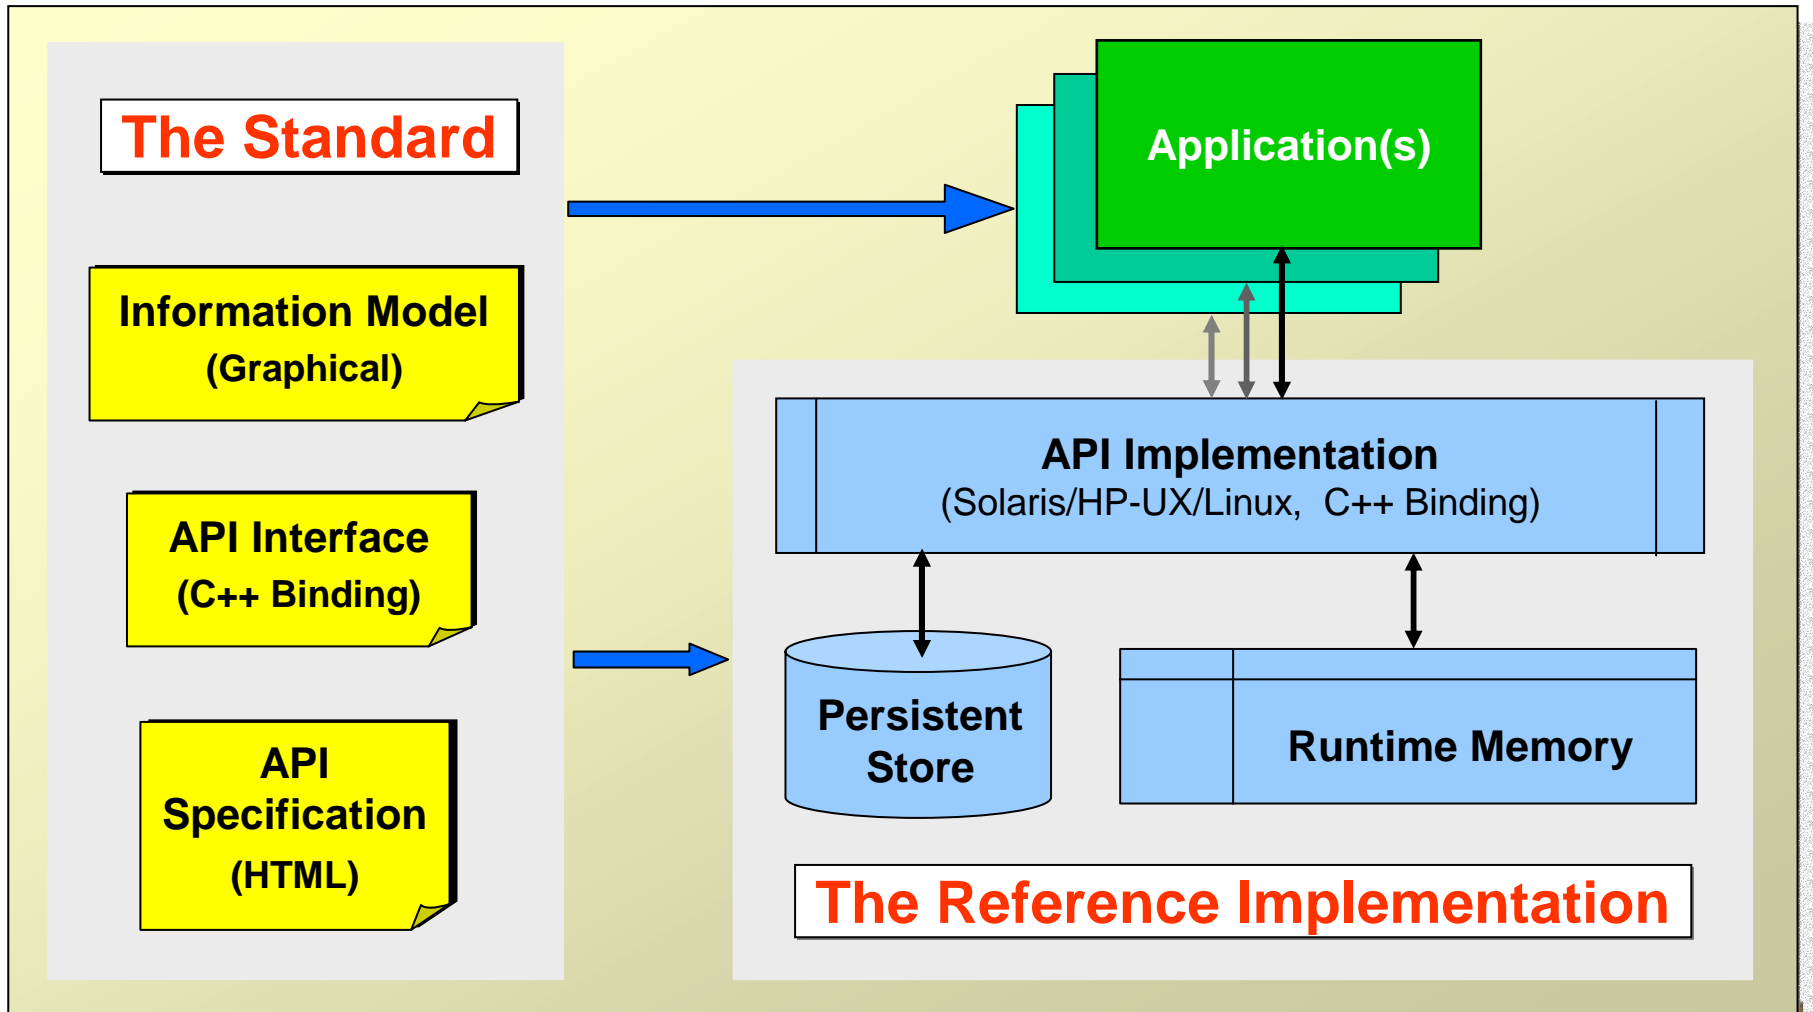 The Standard
Information Model
(Graphical)
API Interface
(C++ Binding)
API
Specification
(HTML)
Application(s)
API Implementation
(Solaris/HP-UX/Linux,  C++ Binding)
Persistent
Store
Runtime Memory
The Reference Implementation